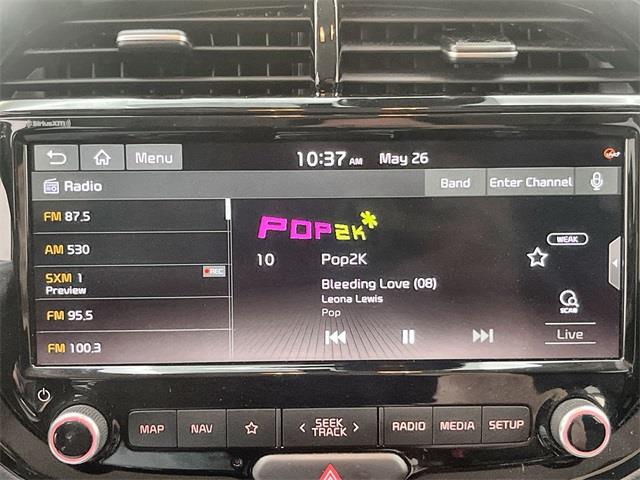 SiriusXM
Menu
10:37 AM May 26
Radio
Band
Enter Channel
FM 87.5
AM 530
SXM 1
REC
Preview
FM 95.5
FM 100.3
POP2K
10 Pop2K
Bleeding Love (08)
Leona Lewis
Pop
WEAK
SCAN
Live
MAP
NAV
SEEK
TRACK
RADIO
MEDIA
SETUP